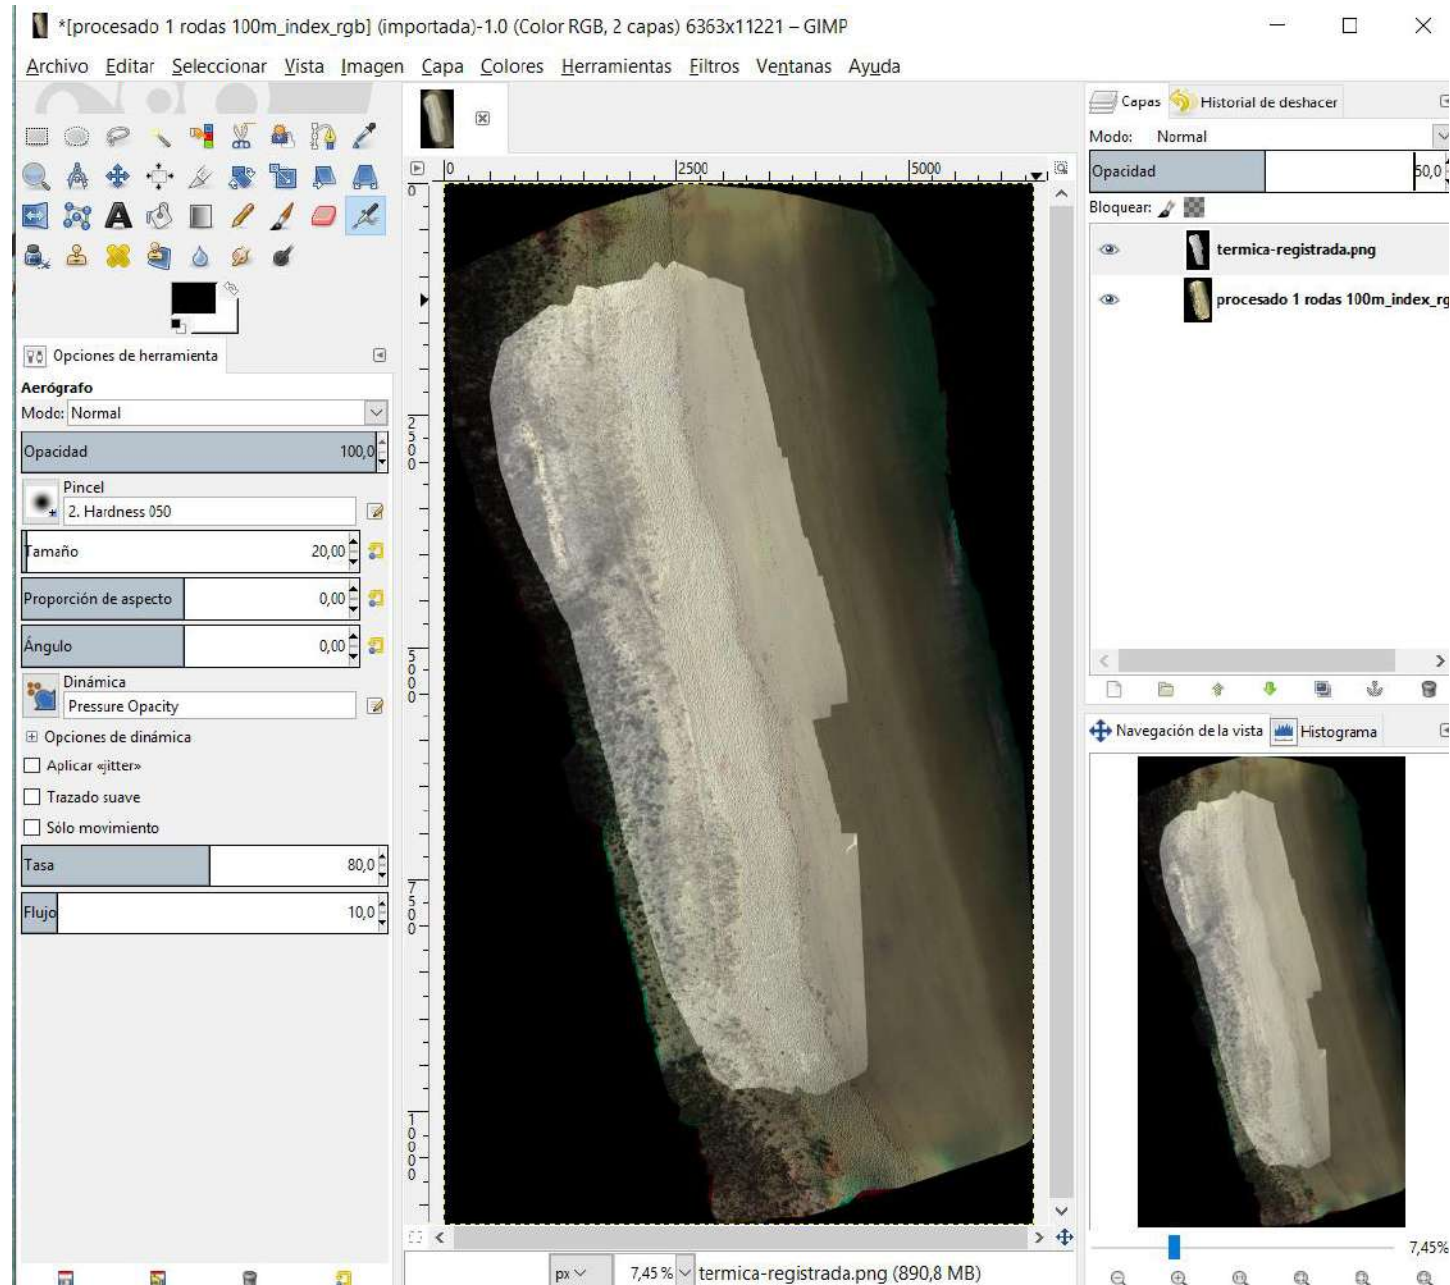 *[procesado 1 rodas 100m_index_rgb] (importada)-1.0 (Color RGB, 2 capas) 6363x11221 – GIMP
Archivo Editar Seleccionar Vista Imagen Capa Colores Herramientas Filtros Ventanas Ayuda
Capas Historial de deshacer
Modo: Normal
Opacidad 50,0
Bloquear:
termica-registrada.png
procesado 1 rodas 100m_index_rg
0 2500 5000
0
2500
5000
7500
10000
Opciones de herramienta
Aerógrafo
Modo: Normal
Opacidad 100,0
Pincel
2. Hardness 050
Tamaño 20,00
Proporción de aspecto 0,00
Ángulo 0,00
Dinámica
Pressure Opacity
Opciones de dinámica
Aplicar «jitter»
Trazado suave
Sólo movimiento
Tasa 80,0
Flujo 10,0
Navegación de la vista Histograma
7,45%
px 7,45 % termica-registrada.png (890,8 MB)